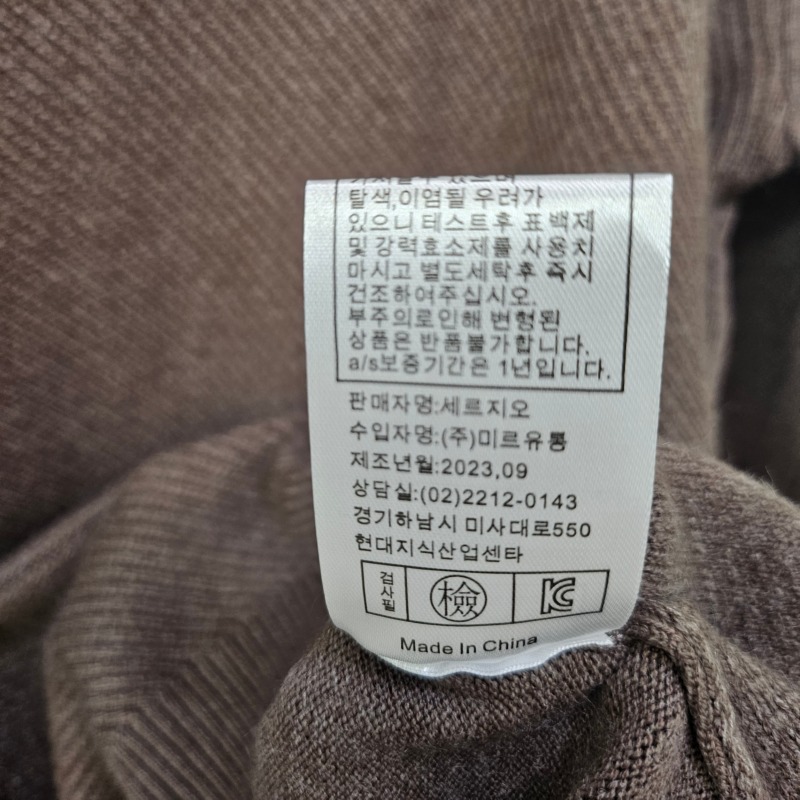 탈색,이염될 우려가
있으니 테스트후 표백제
및 강력효소제를 사용치
마시고 별도세탁후 즉시
건조하여주십시오.
부주의로인해 변형된
상품은 반품불가합니다.
a/s보증기간은 1년입니다.
판매자명:세르지오
수입자명:(주)미르유통
제조년월:2023,09
상담실:(02)2212-0143
경기하남시 미사대로550
현대지식산업센타
검사필 檢 KC
Made In China